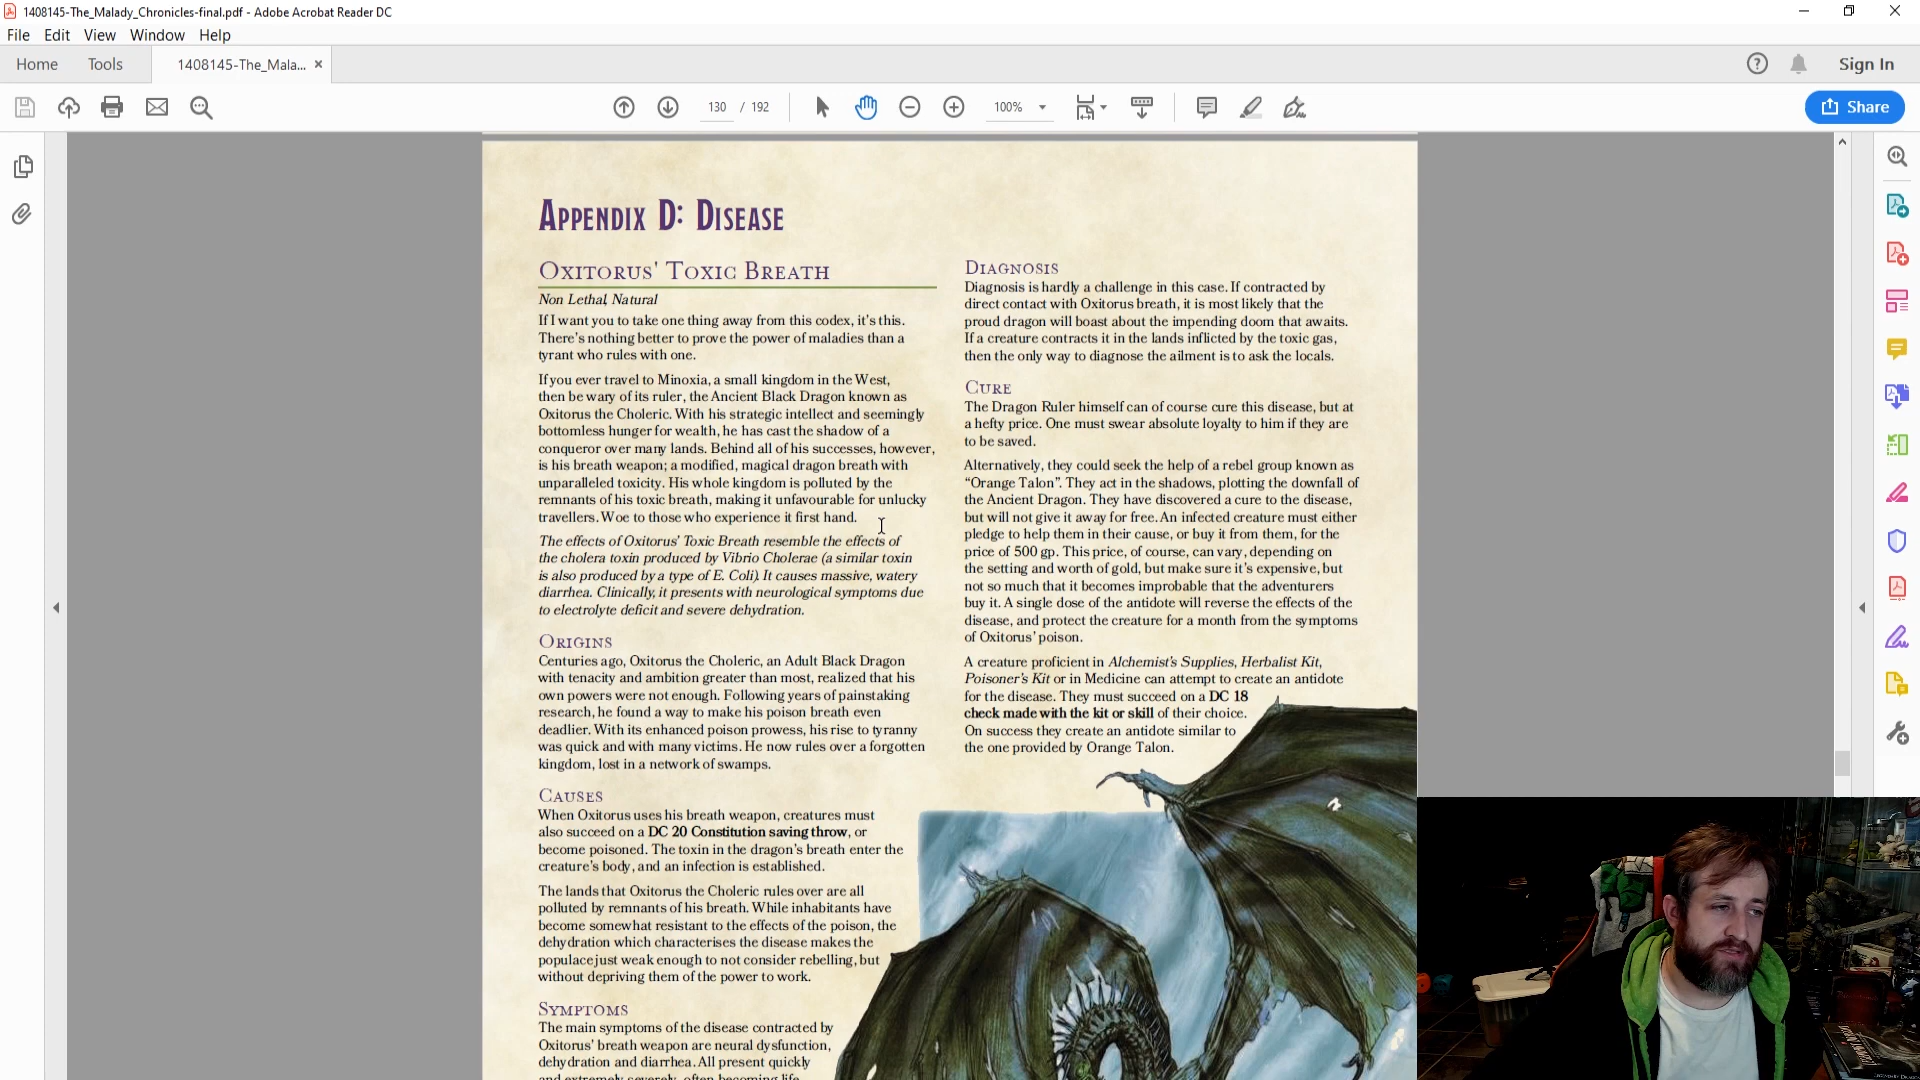 1408145-The_Malady_Chronicles-final.pdf - Adobe Acrobat Reader DC
File Edit View Window Help
Home Tools 1408145-The_Mala... × Sign In
130 / 192 100% Share
Appendix D: Disease
Oxitorus' Toxic Breath
Non Lethal, Natural
If I want you to take one thing away from this codex, it's this.
There's nothing better to prove the power of maladies than a
tyrant who rules with one.
If you ever travel to Minoxia, a small kingdom in the West,
then be wary of its ruler, the Ancient Black Dragon known as
Oxitorus the Choleric. With his strategic intellect and seemingly
bottomless hunger for wealth, he has cast the shadow of a
conqueror over many lands. Behind all of his successes, however,
is his breath weapon; a modified, magical dragon breath with
unparalleled toxicity. His whole kingdom is polluted by the
remnants of his toxic breath, making it unfavourable for unlucky
travellers. Woe to those who experience it first hand.
The effects of Oxitorus' Toxic Breath resemble the effects of
the cholera toxin produced by Vibrio Cholerae (a similar toxin
is also produced by a type of E. Coli). It causes massive, watery
diarrhea. Clinically, it presents with neurological symptoms due
to electrolyte deficit and severe dehydration.
Origins
Centuries ago, Oxitorus the Choleric, an Adult Black Dragon
with tenacity and ambition greater than most, realized that his
own powers were not enough. Following years of painstaking
research, he found a way to make his poison breath even
deadlier. With its enhanced poison prowess, his rise to tyranny
was quick and with many victims. He now rules over a forgotten
kingdom, lost in a network of swamps.
Causes
When Oxitorus uses his breath weapon, creatures must
also succeed on a DC 20 Constitution saving throw, or
become poisoned. The toxin in the dragon's breath enter the
creature's body, and an infection is established.
The lands that Oxitorus the Choleric rules over are all
polluted by remnants of his breath. While inhabitants have
become somewhat resistant to the effects of the poison, the
dehydration which characterises the disease makes the
populace just weak enough to not consider rebelling, but
without depriving them of the power to work.
Symptoms
The main symptoms of the disease contracted by
Oxitorus' breath weapon are neural dysfunction,
dehydration and diarrhea. All present quickly
and extremely severely, often becoming life
Diagnosis
Diagnosis is hardly a challenge in this case. If contracted by
direct contact with Oxitorus breath, it is most likely that the
proud dragon will boast about the impending doom that awaits.
If a creature contracts it in the lands inflicted by the toxic gas,
then the only way to diagnose the ailment is to ask the locals.
Cure
The Dragon Ruler himself can of course cure this disease, but at
a hefty price. One must swear absolute loyalty to him if they are
to be saved.
Alternatively, they could seek the help of a rebel group known as
“Orange Talon”. They act in the shadows, plotting the downfall of
the Ancient Dragon. They have discovered a cure to the disease,
but will not give it away for free. An infected creature must either
pledge to help them in their cause, or buy it from them, for the
price of 500 gp. This price, of course, can vary, depending on
the setting and worth of gold, but make sure it's expensive, but
not so much that it becomes improbable that the adventurers
buy it. A single dose of the antidote will reverse the effects of the
disease, and protect the creature for a month from the symptoms
of Oxitorus' poison.
A creature proficient in Alchemist's Supplies, Herbalist Kit,
Poisoner's Kit or in Medicine can attempt to create an antidote
for the disease. They must succeed on a DC 18
check made with the kit or skill of their choice.
On success they create an antidote similar to
the one provided by Orange Talon.